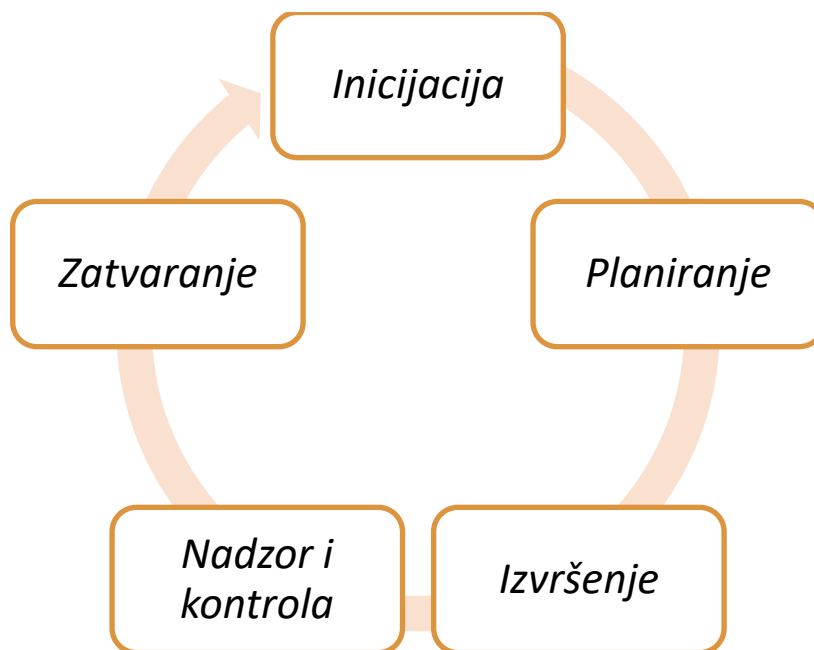 Inicijacija
Planiranje
Izvršenje
Nadzor i
kontrola
Zatvaranje